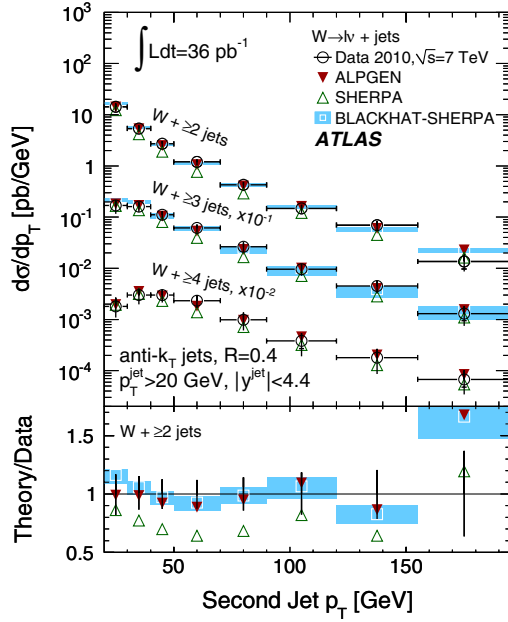 ∫ Ldt=36 pb⁻¹
W→lν + jets
Data 2010,√s=7 TeV
ALPGEN
SHERPA
BLACKHAT-SHERPA
ATLAS
W + ≥2 jets
W + ≥3 jets, x10⁻¹
W + ≥4 jets, x10⁻²
anti-k_T jets, R=0.4
p_T^jet>20 GeV, |y^jet|<4.4
dσ/dp_T [pb/GeV]
10³
10²
10
1
10⁻¹
10⁻²
10⁻³
10⁻⁴
W + ≥2 jets
Theory/Data
1.5
1
0.5
50 100 150
Second Jet p_T [GeV]